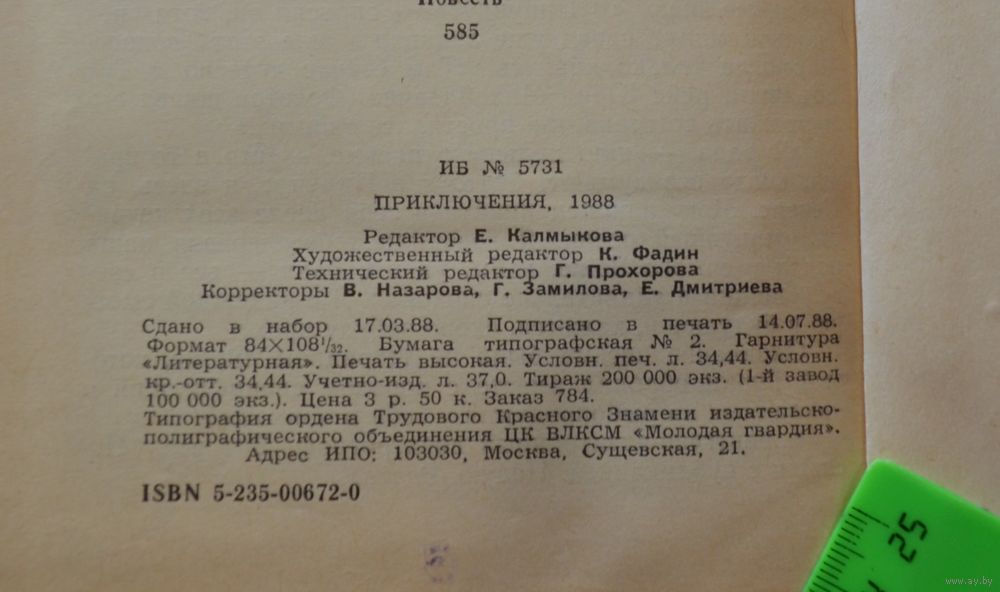 Повесть
585
ИБ № 5731
ПРИКЛЮЧЕНИЯ, 1988
Редактор Е. Калмыкова
Художественный редактор К. Фадин
Технический редактор Г. Прохорова
Корректоры В. Назарова, Г. Замилова, Е. Дмитриева
Сдано в набор 17.03.88. Подписано в печать 14.07.88.
Формат 84×108¹/₃₂. Бумага типографская № 2. Гарнитура
«Литературная». Печать высокая. Условн. печ. л. 34,44. Условн.
кр.-отт. 34,44. Учетно-изд. л. 37,0. Тираж 200 000 экз. (1-й завод
100 000 экз.). Цена 3 р. 50 к. Заказ 784.
Типография ордена Трудового Красного Знамени издательско-
полиграфического объединения ЦК ВЛКСМ «Молодая гвардия».
Адрес ИПО: 103030, Москва, Сущевская, 21.
ISBN 5-235-00672-0
25
www.ay.by